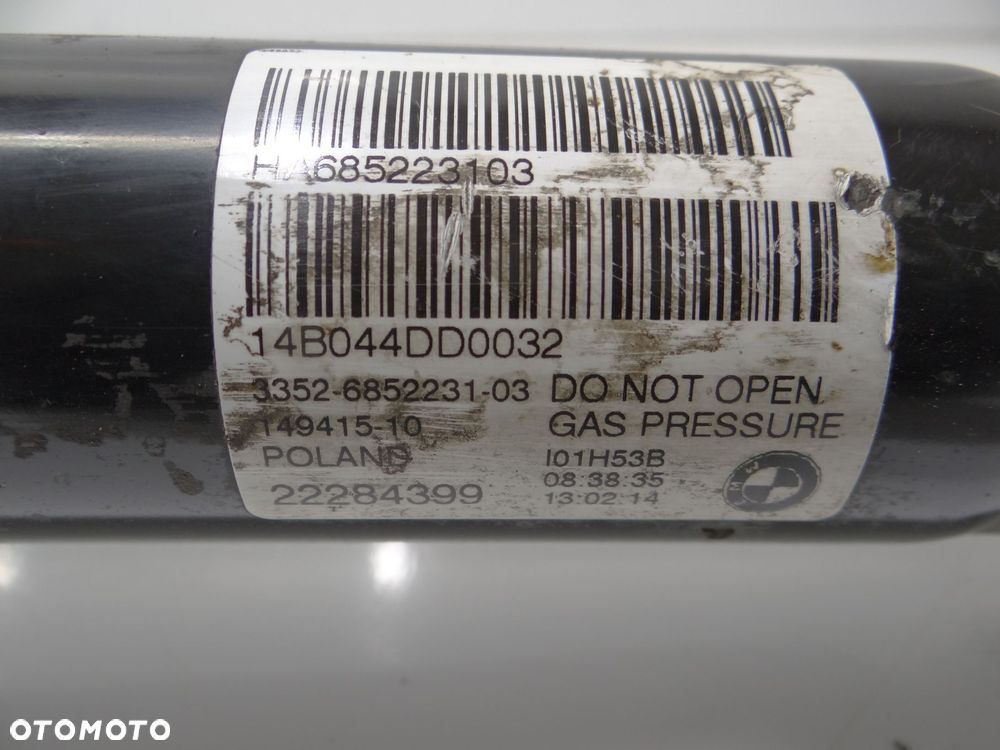 HA685223103
14B044DD0032
3352-6852231-03 DO NOT OPEN
149415-10 GAS PRESSURE
POLAND I01H53B
08:38:35
22284399 13:02:14
BMW
OTOMOTO